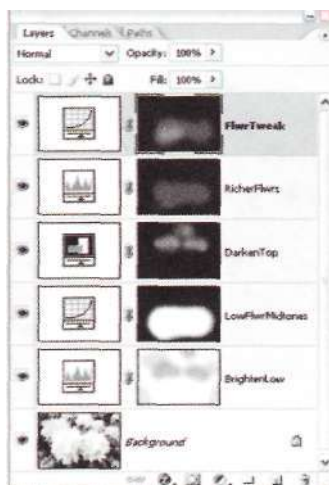 Layers Channels Paths
Normal Opacity: 100%
Lock: Fill: 100%
FlwrTweak
RicherFlwrs
DarkenTop
LowFlwrMidtones
BrightenLow
Background